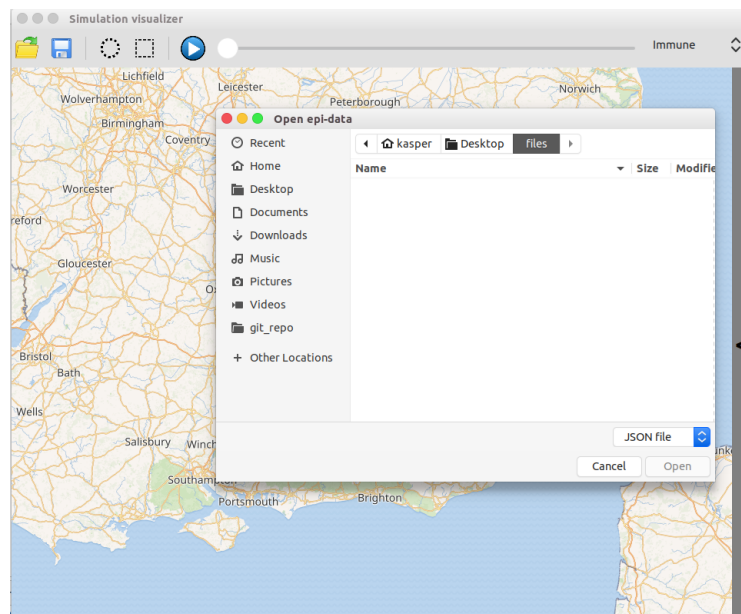 Simulation visualizer
Immune
Lichfield
Leicester
Norwich
Wolverhampton
Peterborough
Birmingham
Coventry
Worcester
reford
Gloucester
Bristol
Bath
Wells
Salisbury
Winch
Southampton
Portsmouth
Brighton
Open epi-data
Recent
kasper Desktop files
Home
Name Size Modifie
Desktop
Documents
Downloads
Music
Pictures
Videos
git_repo
+ Other Locations
JSON file
Cancel Open